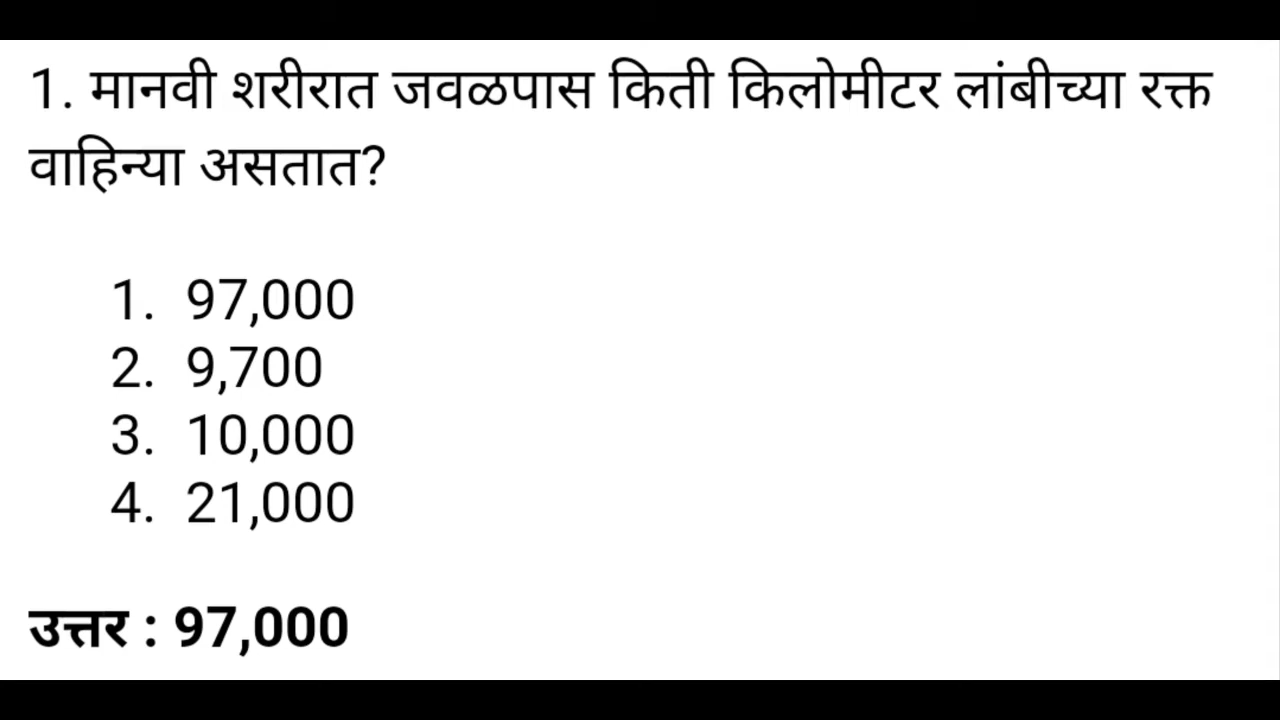 1. मानवी शरीरात जवळपास किती किलोमीटर लांबीच्या रक्त
वाहिन्या असतात?
1. 97,000
2. 9,700
3. 10,000
4. 21,000
उत्तर : 97,000